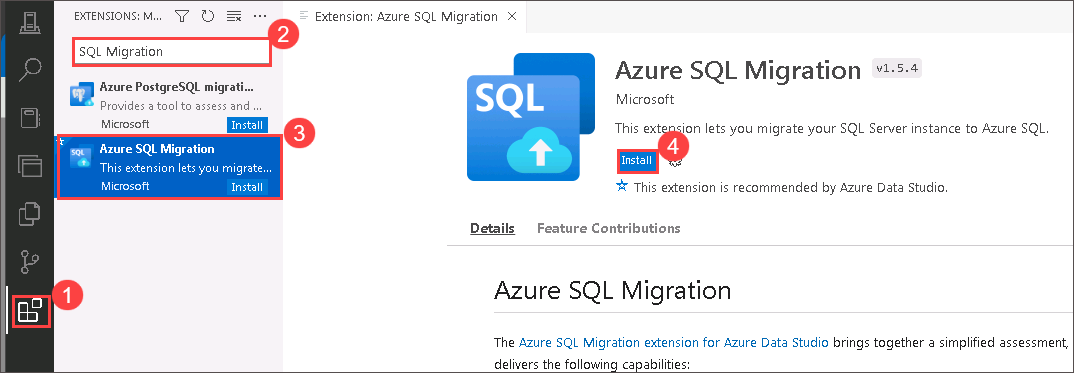 EXTENSIONS: M...
SQL Migration
2
Azure PostgreSQL migrati...
Provides a tool to assess and ...
Microsoft Install
3
Azure SQL Migration
This extension lets you migrate...
Microsoft Install
1
Extension: Azure SQL Migration
SQL
Azure SQL Migration v1.5.4
Microsoft
This extension lets you migrate your SQL Server instance to Azure SQL.
Install 4
This extension is recommended by Azure Data Studio.
Details Feature Contributions
Azure SQL Migration
The Azure SQL Migration extension for Azure Data Studio brings together a simplified assessment,
delivers the following capabilities: